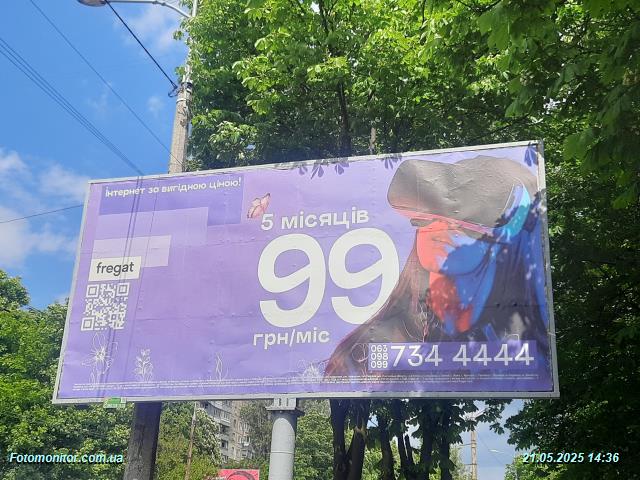 інтернет за вигідною ціною!
5 місяців
99
грн/міс
fregat
063
098
099
734 4444
Fotomonitor.com.ua
21.05.2025 14:36